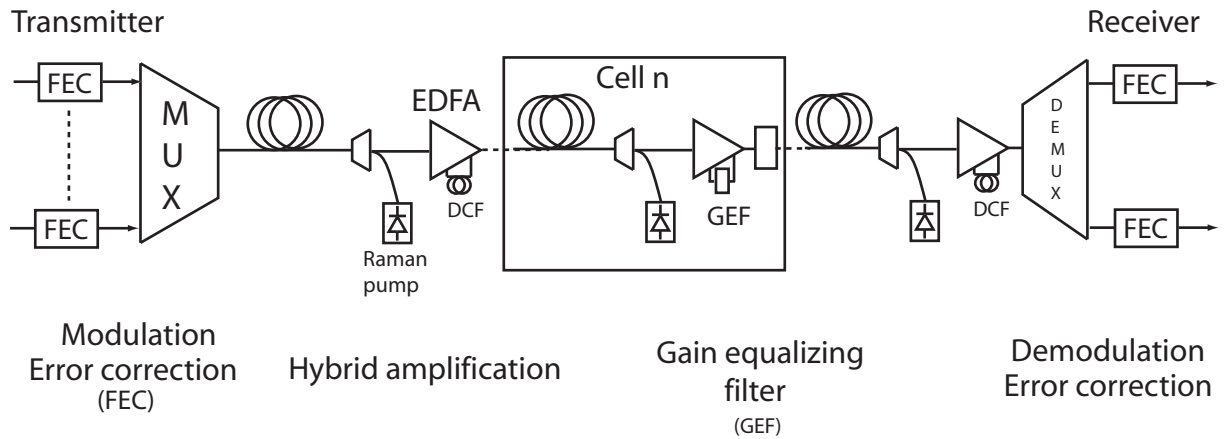 Transmitter
Receiver
FEC
FEC
M
U
X
EDFA
DCF
Raman
pump
Cell n
GEF
DCF
D
E
M
U
X
FEC
FEC
Modulation
Error correction
(FEC)
Hybrid amplification
Gain equalizing
filter
(GEF)
Demodulation
Error correction